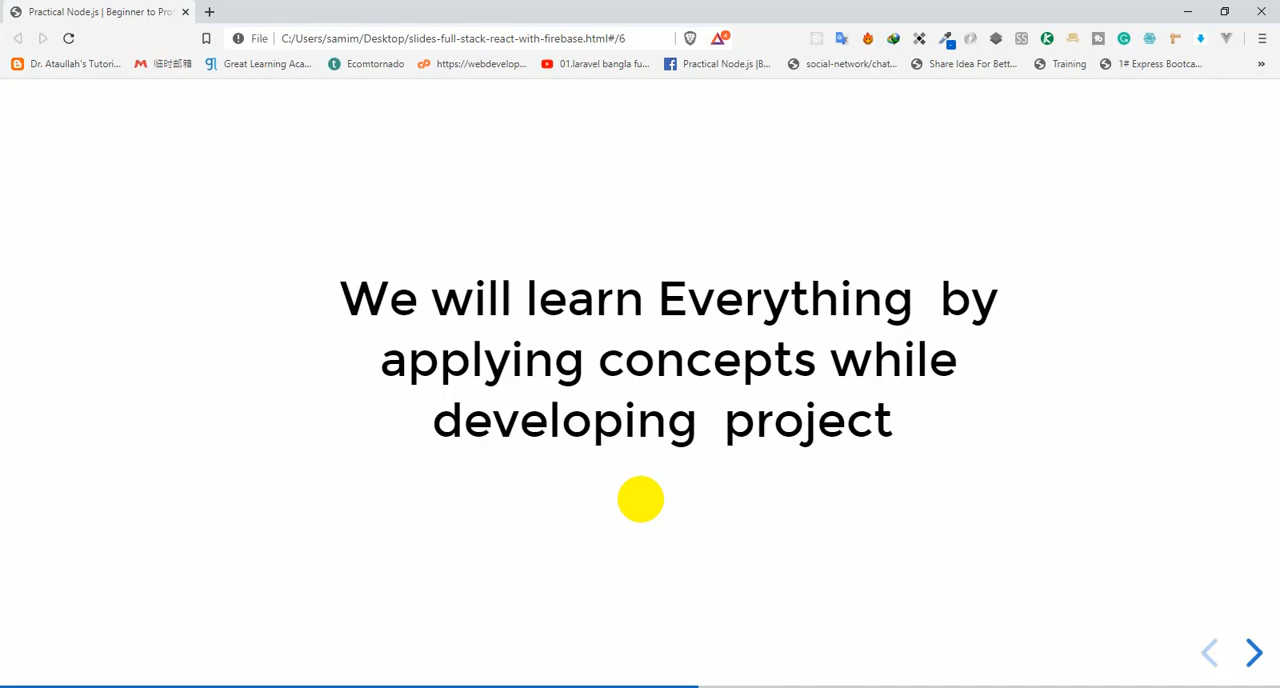 Practical Node.js | Beginner to Pro
File C:/Users/samim/Desktop/slides-full-stack-react-with-firebase.html#/6
Dr. Ataullah's Tutori... 临时邮箱 Great Learning Aca... Ecomtornado https://webdevelop... 01.laravel bangla fu... Practical Node.js |B... social-network/chat... Share Idea For Bett... Training 1# Express Bootca... »
We will learn Everything by
applying concepts while
developing project